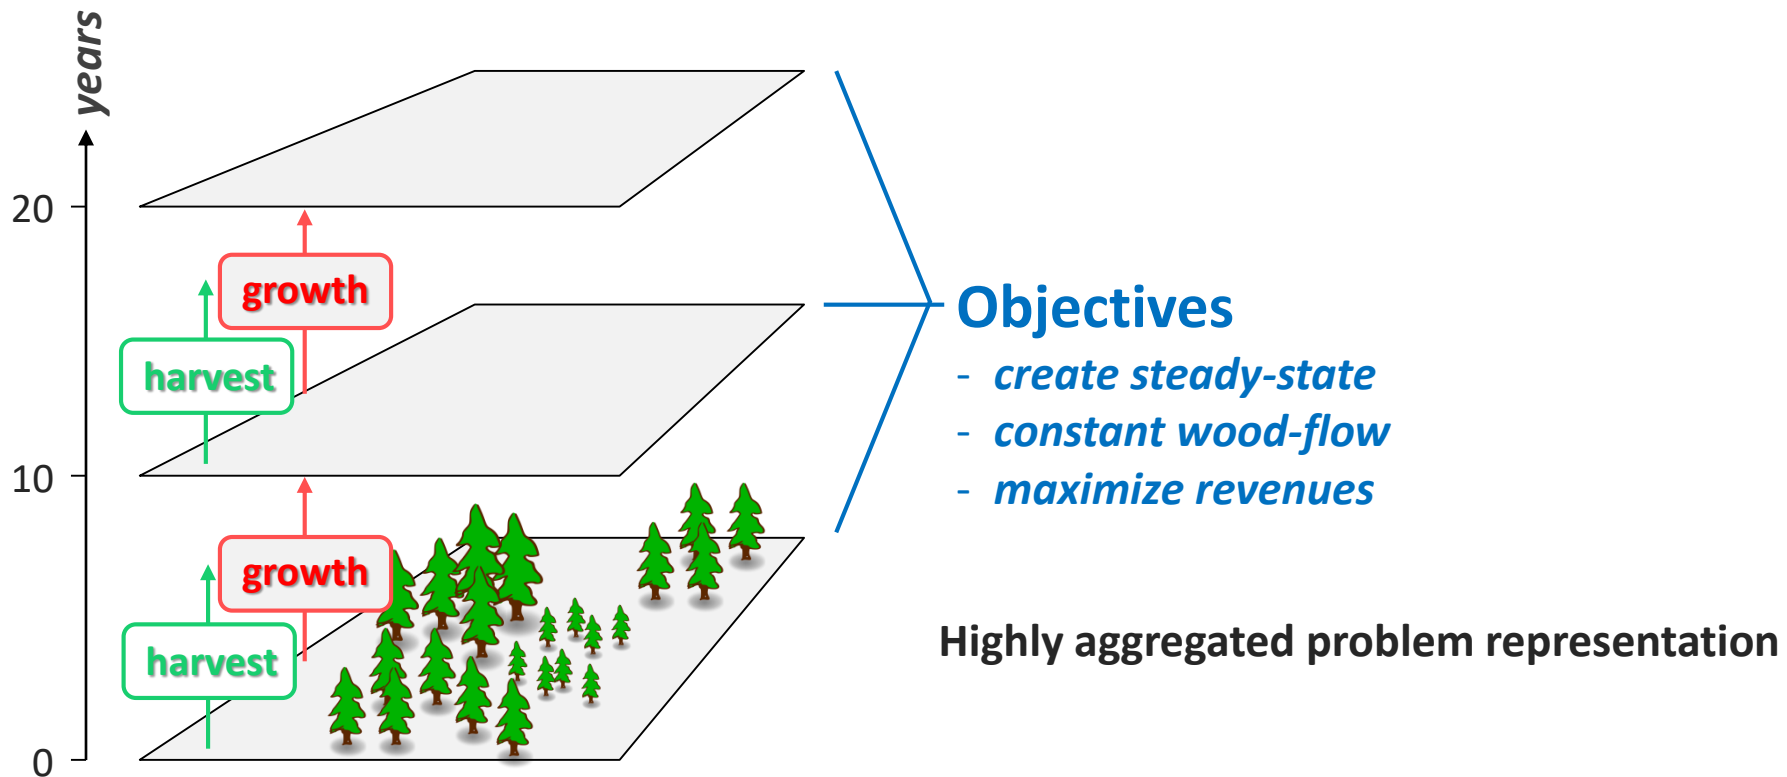 years
20
growth
harvest
10
growth
harvest
0
Objectives
- create steady-state
- constant wood-flow
- maximize revenues
Highly aggregated problem representation